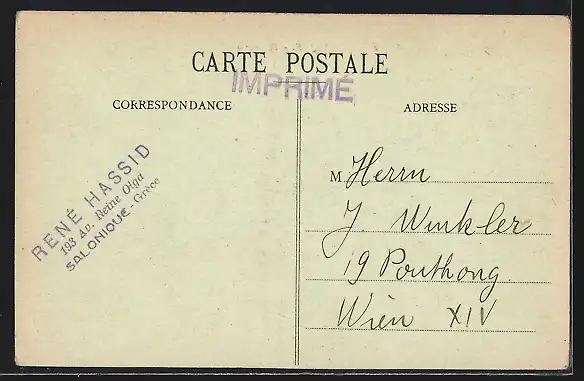 CARTE POSTALE
IMPRIMÉ
CORRESPONDANCE
RENÉ HASSID
193 Av. Reine Olga
SALONIQUE-Grèce
ADRESSE
M Herrn
J. Winkler
19 Pouthong.
Wien XIV